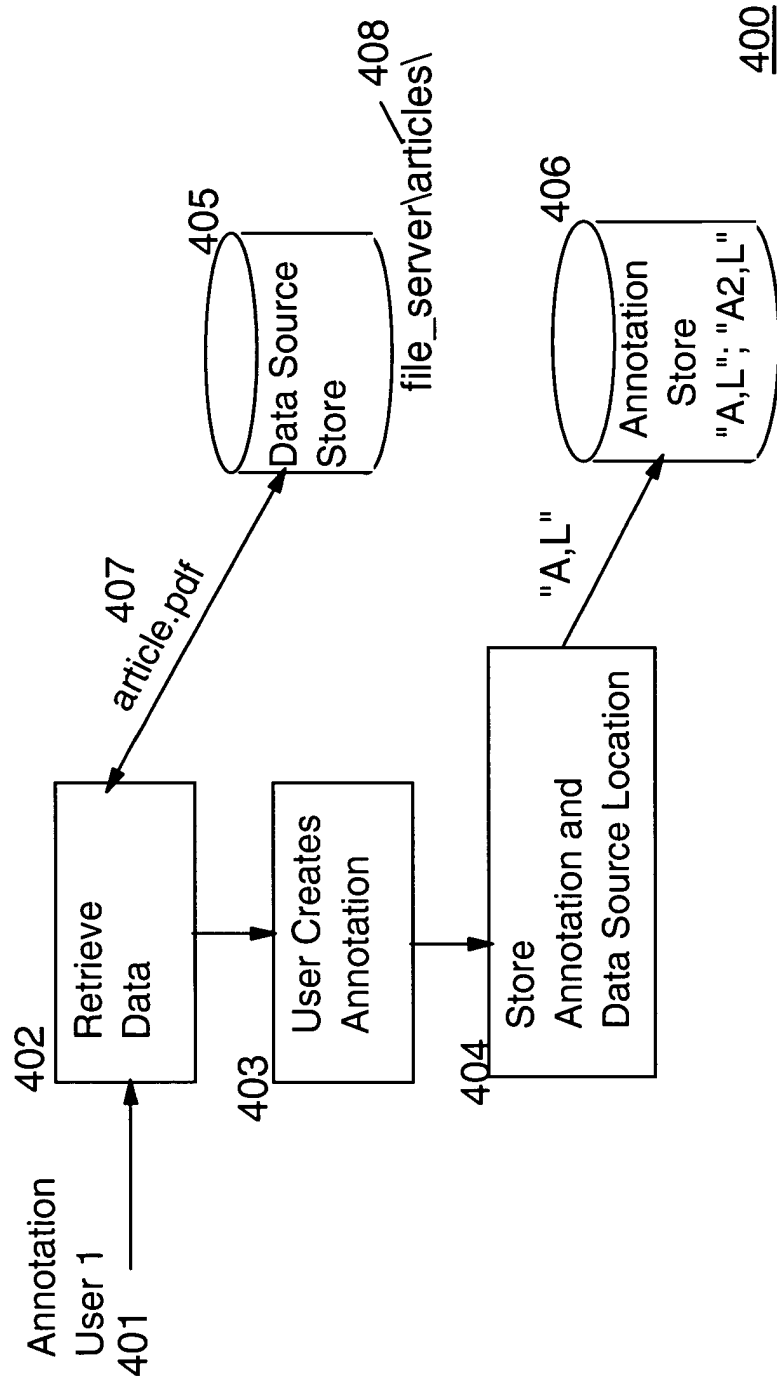 Annotation
User 1
401
402
Retrieve
Data
407
article.pdf
405
Data Source
Store
408
file_server\articles\
403
User Creates
Annotation
404
Store
Annotation and
Data Source Location
"A,L"
406
Annotation
Store
"A,L"; "A2,L"
400